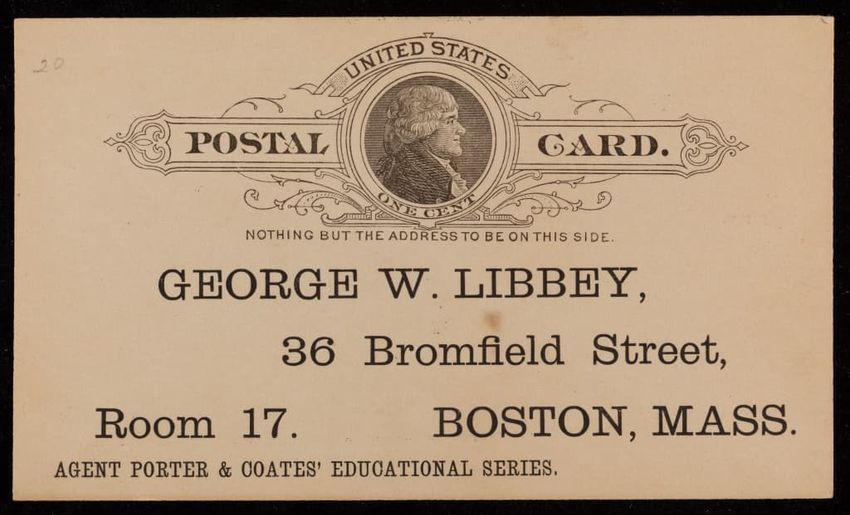 20
UNITED STATES
POSTAL CARD.
ONE CENT
NOTHING BUT THE ADDRESS TO BE ON THIS SIDE.
GEORGE W. LIBBEY,
36 Bromfield Street,
Room 17. BOSTON, MASS.
AGENT PORTER & COATES' EDUCATIONAL SERIES.